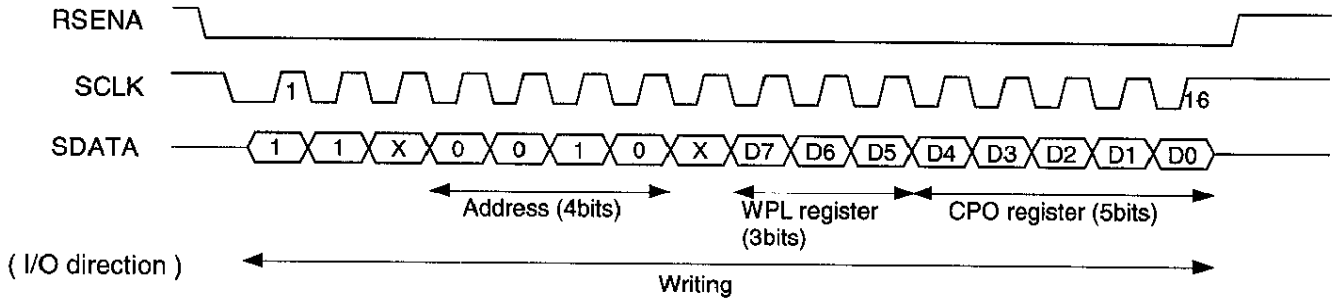 RSENA
SCLK 1 16
SDATA 1 1 X 0 0 1 0 X D7 D6 D5 D4 D3 D2 D1 D0
Address (4bits) WPL register CPO register (5bits)
(3bits)
( I/O direction )
Writing